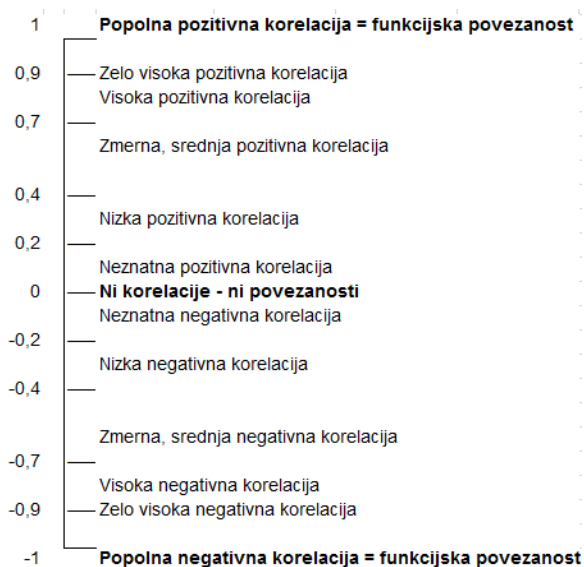 1 Popolna pozitivna korelacija = funkcijska povezanost
0,9 Zelo visoka pozitivna korelacija
Visoka pozitivna korelacija
0,7
Zmerna, srednja pozitivna korelacija
0,4
Nizka pozitivna korelacija
0,2
Neznatna pozitivna korelacija
0 Ni korelacije - ni povezanosti
Neznatna negativna korelacija
-0,2
Nizka negativna korelacija
-0,4
Zmerna, srednja negativna korelacija
-0,7
Visoka negativna korelacija
-0,9 Zelo visoka negativna korelacija
-1 Popolna negativna korelacija = funkcijska povezanost